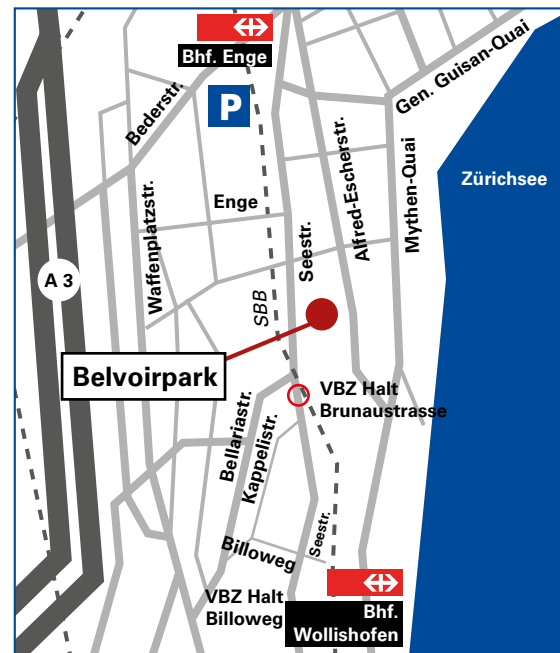 Bhf. Enge
P
Gen. Guisan-Quai
Bederstr.
Zürichsee
Enge
Waffenplatzstr.
Seestr.
Alfred-Escherstr.
Mythen-Quai
A 3
SBB
Belvoirpark
VBZ Halt
Brunaustrasse
Bellariastr.
Kappelistr.
Billoweg
Seestr.
VBZ Halt
Billoweg
Bhf.
Wollishofen